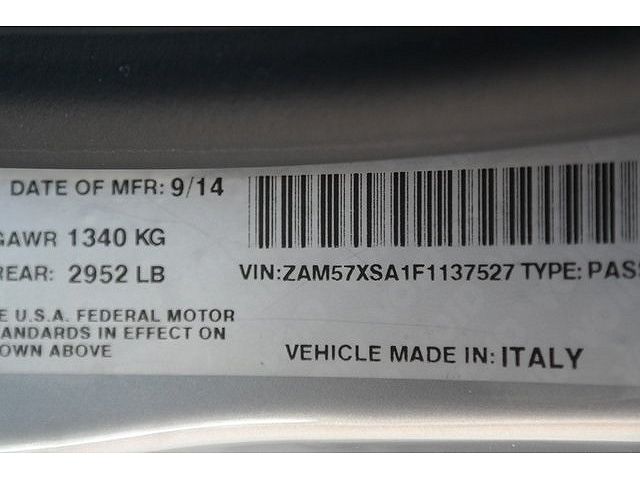 DATE OF MFR: 9/14
GAWR 1340 KG
REAR: 2952 LB
VIN:ZAM57XSA1F1137527 TYPE: PASS
E U.S.A. FEDERAL MOTOR
ANDARDS IN EFFECT ON
OWN ABOVE
VEHICLE MADE IN: ITALY